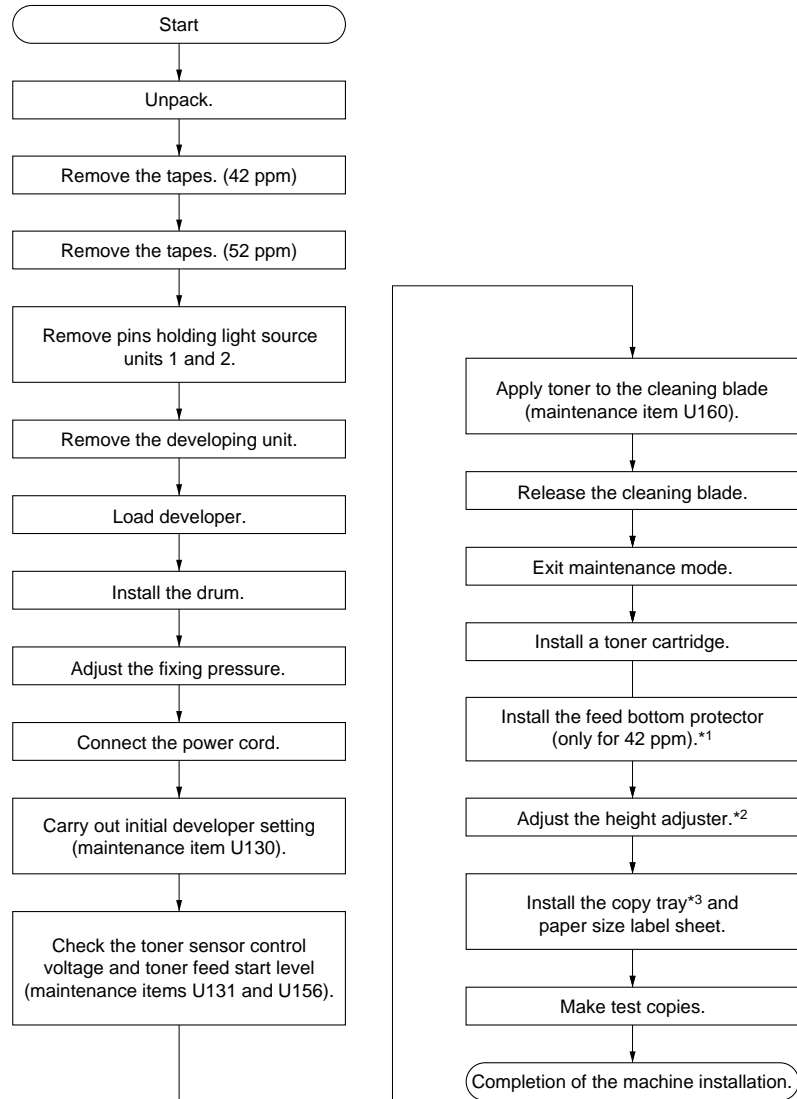 Start
Unpack.
Remove the tapes. (42 ppm)
Remove the tapes. (52 ppm)
Remove pins holding light source
units 1 and 2.
Remove the developing unit.
Load developer.
Install the drum.
Adjust the fixing pressure.
Connect the power cord.
Carry out initial developer setting
(maintenance item U130).
Check the toner sensor control
voltage and toner feed start level
(maintenance items U131 and U156).
Apply toner to the cleaning blade
(maintenance item U160).
Release the cleaning blade.
Exit maintenance mode.
Install a toner cartridge.
Install the feed bottom protector
(only for 42 ppm).*1
Adjust the height adjuster.*2
Install the copy tray*3 and
paper size label sheet.
Make test copies.
Completion of the machine installation.